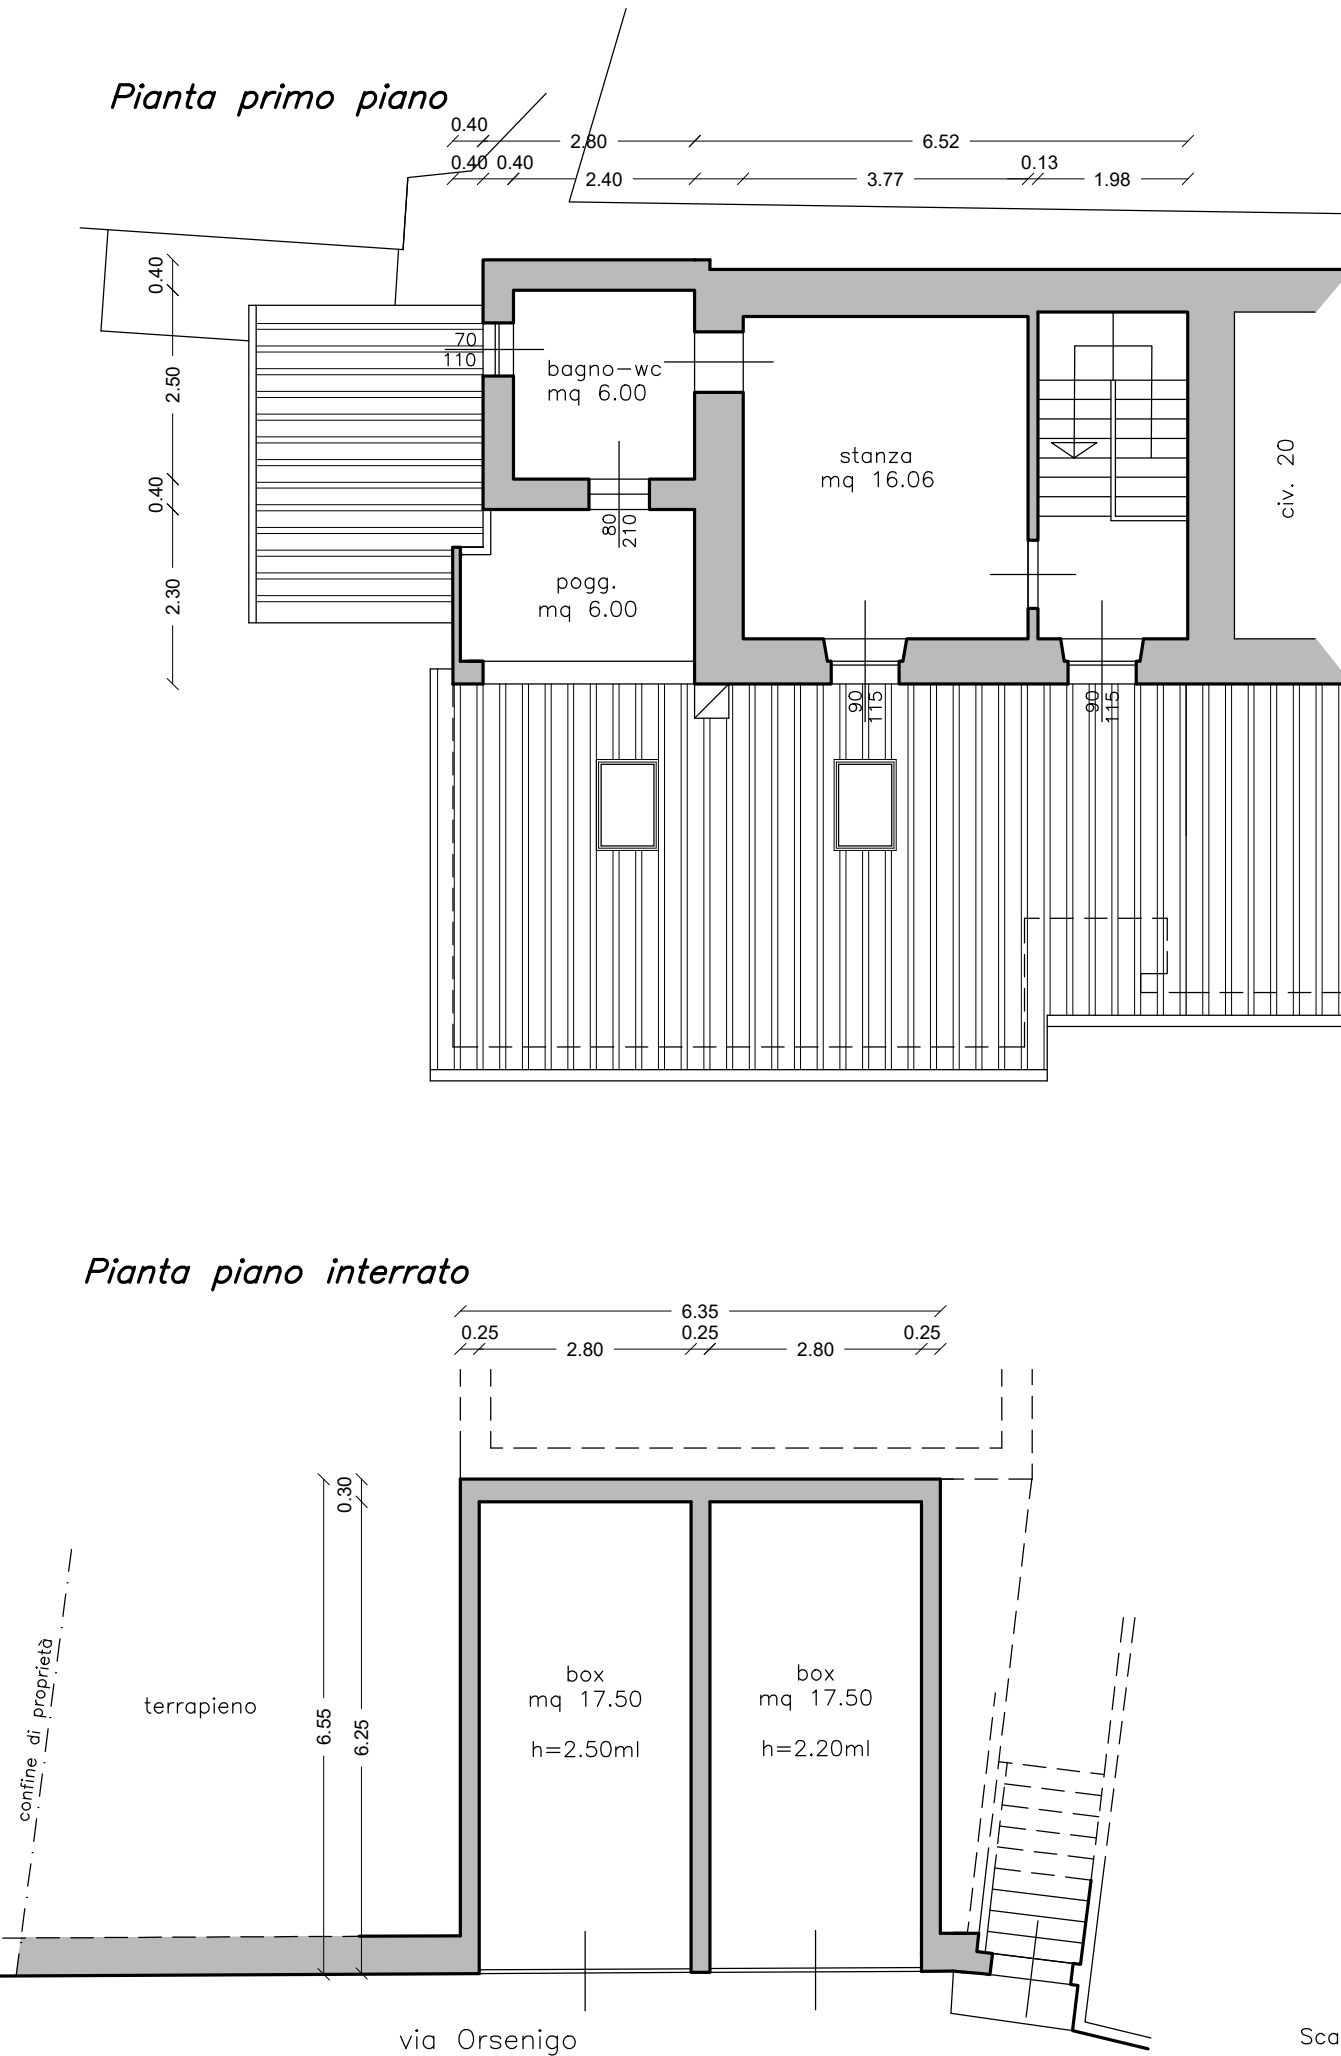 Pianta primo piano
0.40
2.80
6.52
0.40
0.40
0.13
2.40
3.77
1.98
0.40
2.50
0.40
2.30
70
110
bagno-wc
mq 6.00
stanza
mq 16.06
civ. 20
80
210
pogg.
mq 6.00
90
115
90
115
Pianta piano interrato
6.35
0.25
0.25
0.25
2.80
2.80
0.30
6.55
6.25
confine di proprietà
terrapieno
box
mq 17.50
h=2.50ml
box
mq 17.50
h=2.20ml
via Orsenigo
Sca